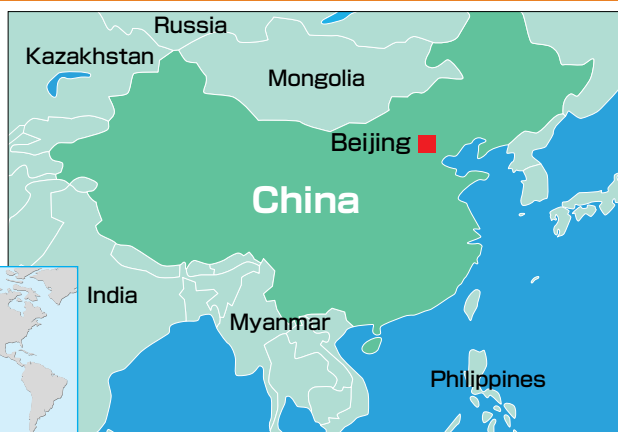 Russia
Kazakhstan
Mongolia
Beijing
China
India
Myanmar
Philippines